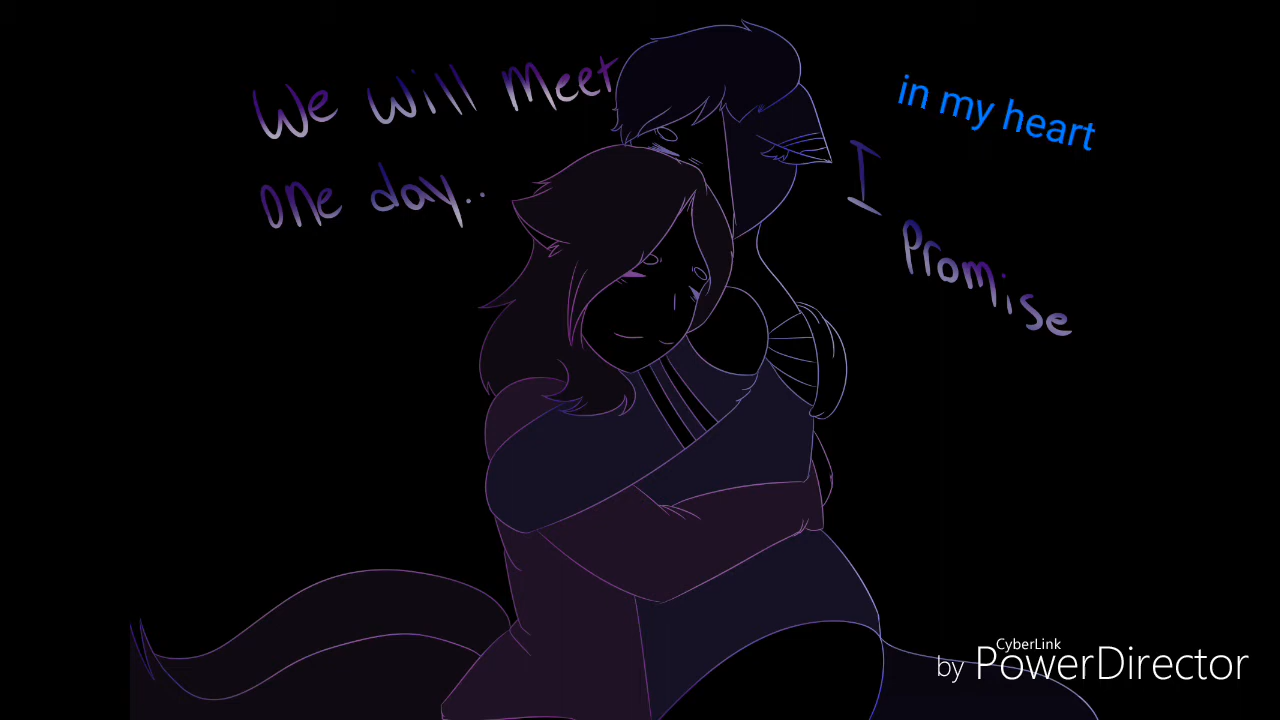 We will Meet
one day..
in my heart
I
Promise
CyberLink
by PowerDirector